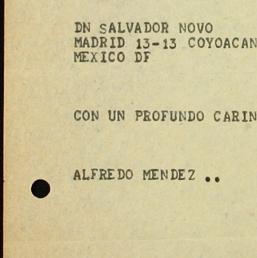 DN SALVADOR NOVO
MADRID 13-13 COYOACAN
MEXICO DF
CON UN PROFUNDO CARIN
ALFREDO MENDEZ ..